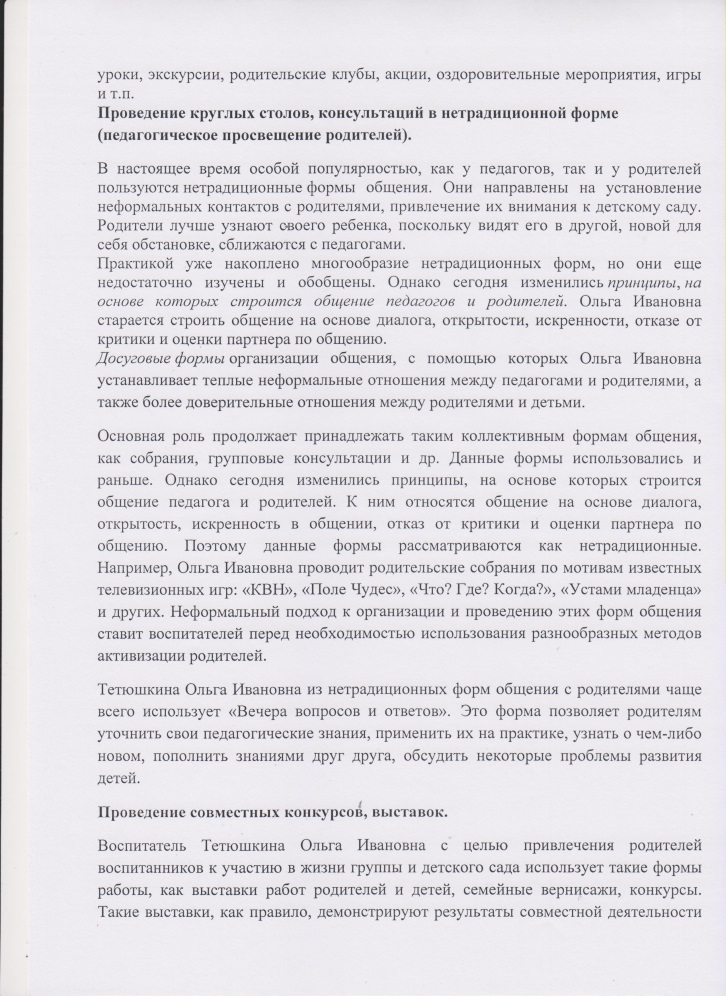 уроки, экскурсии, родительские клубы, акции, оздоровительные мероприятия, игры
и т.п.
Проведение круглых столов, консультаций в нетрадиционной форме
(педагогическое просвещение родителей).
В настоящее время особой популярностью, как у педагогов, так и у родителей
пользуются нетрадиционные формы общения. Они направлены на установление
неформальных контактов с родителями, привлечение их внимания к детскому саду.
Родители лучше узнают своего ребенка, поскольку видят его в другой, новой для
себя обстановке, сближаются с педагогами.
Практикой уже накоплено многообразие нетрадиционных форм, но они еще
недостаточно изучены и обобщены. Однако сегодня изменились принципы, на
основе которых строится общение педагогов и родителей. Ольга Ивановна
старается строить общение на основе диалога, открытости, искренности, отказе от
критики и оценки партнера по общению.
Досуговые формы организации общения, с помощью которых Ольга Ивановна
устанавливает теплые неформальные отношения между педагогами и родителями, а
также более доверительные отношения между родителями и детьми.
Основная роль продолжает принадлежать таким коллективным формам общения,
как собрания, групповые консультации и др. Данные формы использовались и
раньше. Однако сегодня изменились принципы, на основе которых строится
общение педагога и родителей. К ним относятся общение на основе диалога,
открытость, искренность в общении, отказ от критики и оценки партнера по
общению. Поэтому данные формы рассматриваются как нетрадиционные.
Например, Ольга Ивановна проводит родительские собрания по мотивам известных
телевизионных игр: «КВН», «Поле Чудес», «Что? Где? Когда?», «Устами младенца»
и других. Неформальный подход к организации и проведению этих форм общения
ставит воспитателей перед необходимостью использования разнообразных методов
активизации родителей.
Тетюшкина Ольга Ивановна из нетрадиционных форм общения с родителями чаще
всего использует «Вечера вопросов и ответов». Это форма позволяет родителям
уточнить свои педагогические знания, применить их на практике, узнать о чем-либо
новом, пополнить знаниями друг друга, обсудить некоторые проблемы развития
детей.
Проведение совместных конкурсов, выставок.
Воспитатель Тетюшкина Ольга Ивановна с целью привлечения родителей
воспитанников к участию в жизни группы и детского сада использует такие формы
работы, как выставки работ родителей и детей, семейные вернисажи, конкурсы.
Такие выставки, как правило, демонстрируют результаты совместной деятельности